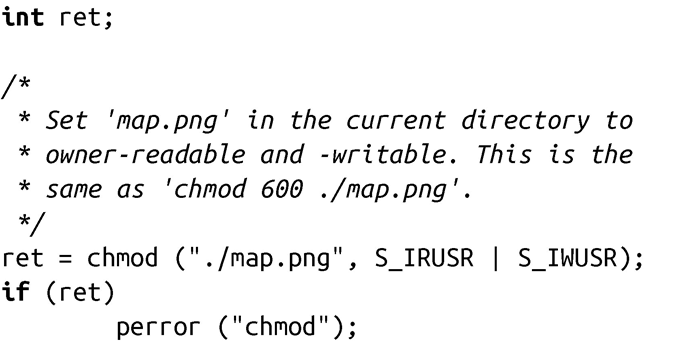 int ret;
/*
 * Set 'map.png' in the current directory to
 * owner-readable and -writable. This is the
 * same as 'chmod 600 ./map.png'.
 */
ret = chmod ("./map.png", S_IRUSR | S_IWUSR);
if (ret)
        perror ("chmod");